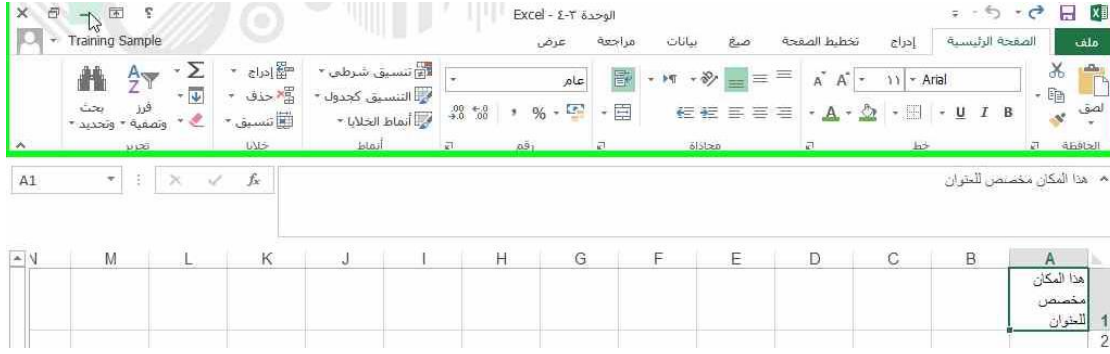 الوحدة ٣-٤ - Excel
ملف
الصفحة الرئيسية
إدراج
تخطيط الصفحة
صيغ
بيانات
مراجعة
عرض
Training Sample
لصق
الحافظة
Arial
١١
B I U
خط
محاذاة
عام
%
رقم
تنسيق شرطي
التنسيق كجدول
أنماط الخلايا
أنماط
إدراج
حذف
تنسيق
خلايا
فرز وتصفية
بحث وتحديد
تحرير
هذا المكان مخصص للعنوان
fx
A1
A B C D E F G H I J K L M N
هذا المكان
مخصص
للعنوان
1
2